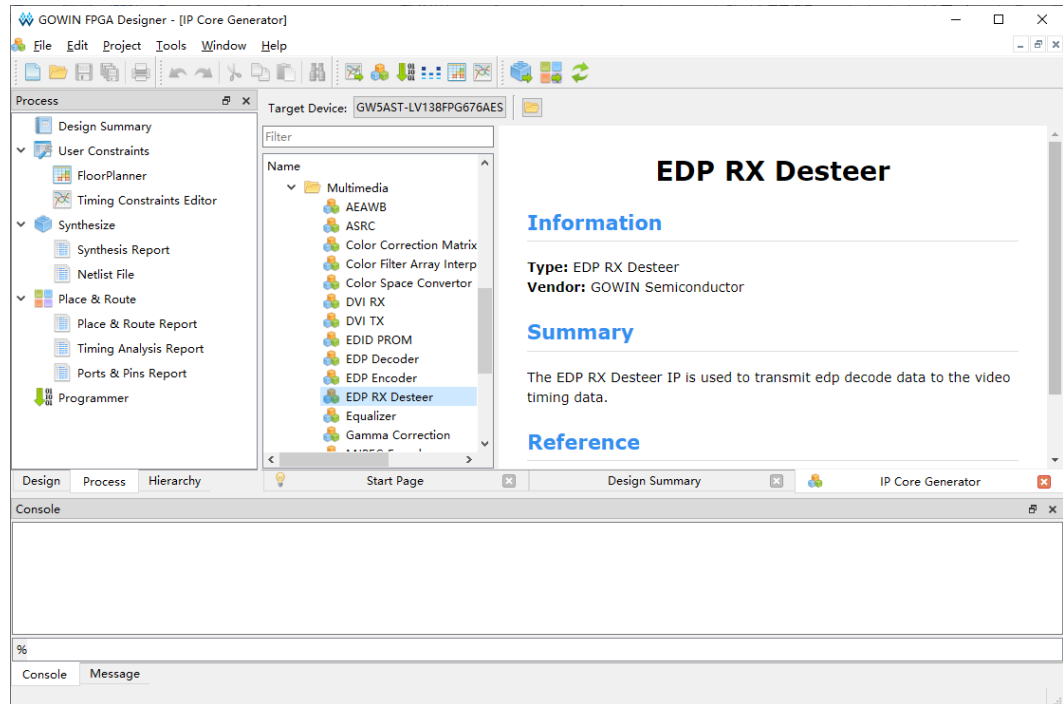 GOWIN FPGA Designer - [IP Core Generator]
File Edit Project Tools Window Help
Process
Design Summary
User Constraints
FloorPlanner
Timing Constraints Editor
Synthesize
Synthesis Report
Netlist File
Place & Route
Place & Route Report
Timing Analysis Report
Ports & Pins Report
Programmer
Design Process Hierarchy
Target Device: GW5AST-LV138FPG676AES
Filter
Name
Multimedia
AEAWB
ASRC
Color Correction Matrix
Color Filter Array Interp
Color Space Convertor
DVI RX
DVI TX
EDID PROM
EDP Decoder
EDP Encoder
EDP RX Desteer
Equalizer
Gamma Correction
EDP RX Desteer
Information
Type: EDP RX Desteer
Vendor: GOWIN Semiconductor
Summary
The EDP RX Desteer IP is used to transmit edp decode data to the video
timing data.
Reference
Start Page Design Summary IP Core Generator
Console
%
Console Message